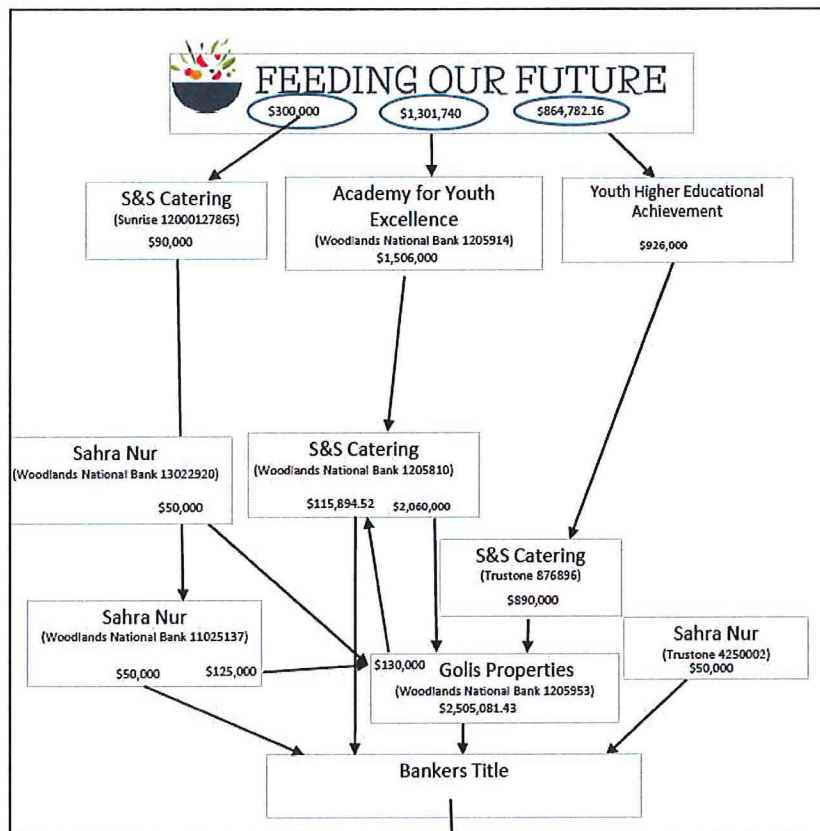 FEEDING OUR FUTURE
$300,000
$1,301,740
$864,782.16
S&S Catering
(Sunrise 12000127865)
$90,000
Academy for Youth
Excellence
(Woodlands National Bank 1205914)
$1,506,000
Youth Higher Educational
Achievement
$926,000
Sahra Nur
(Woodlands National Bank 13022920)
$50,000
S&S Catering
(Woodlands National Bank 1205810)
$115,894.52
$2,060,000
S&S Catering
(Trustone 876896)
$890,000
Sahra Nur
(Woodlands National Bank 11025137)
$50,000
$125,000
$130,000
Golis Properties
(Woodlands National Bank 1205953)
$2,505,081.43
Sahra Nur
(Trustone 4250002)
$50,000
Bankers Title